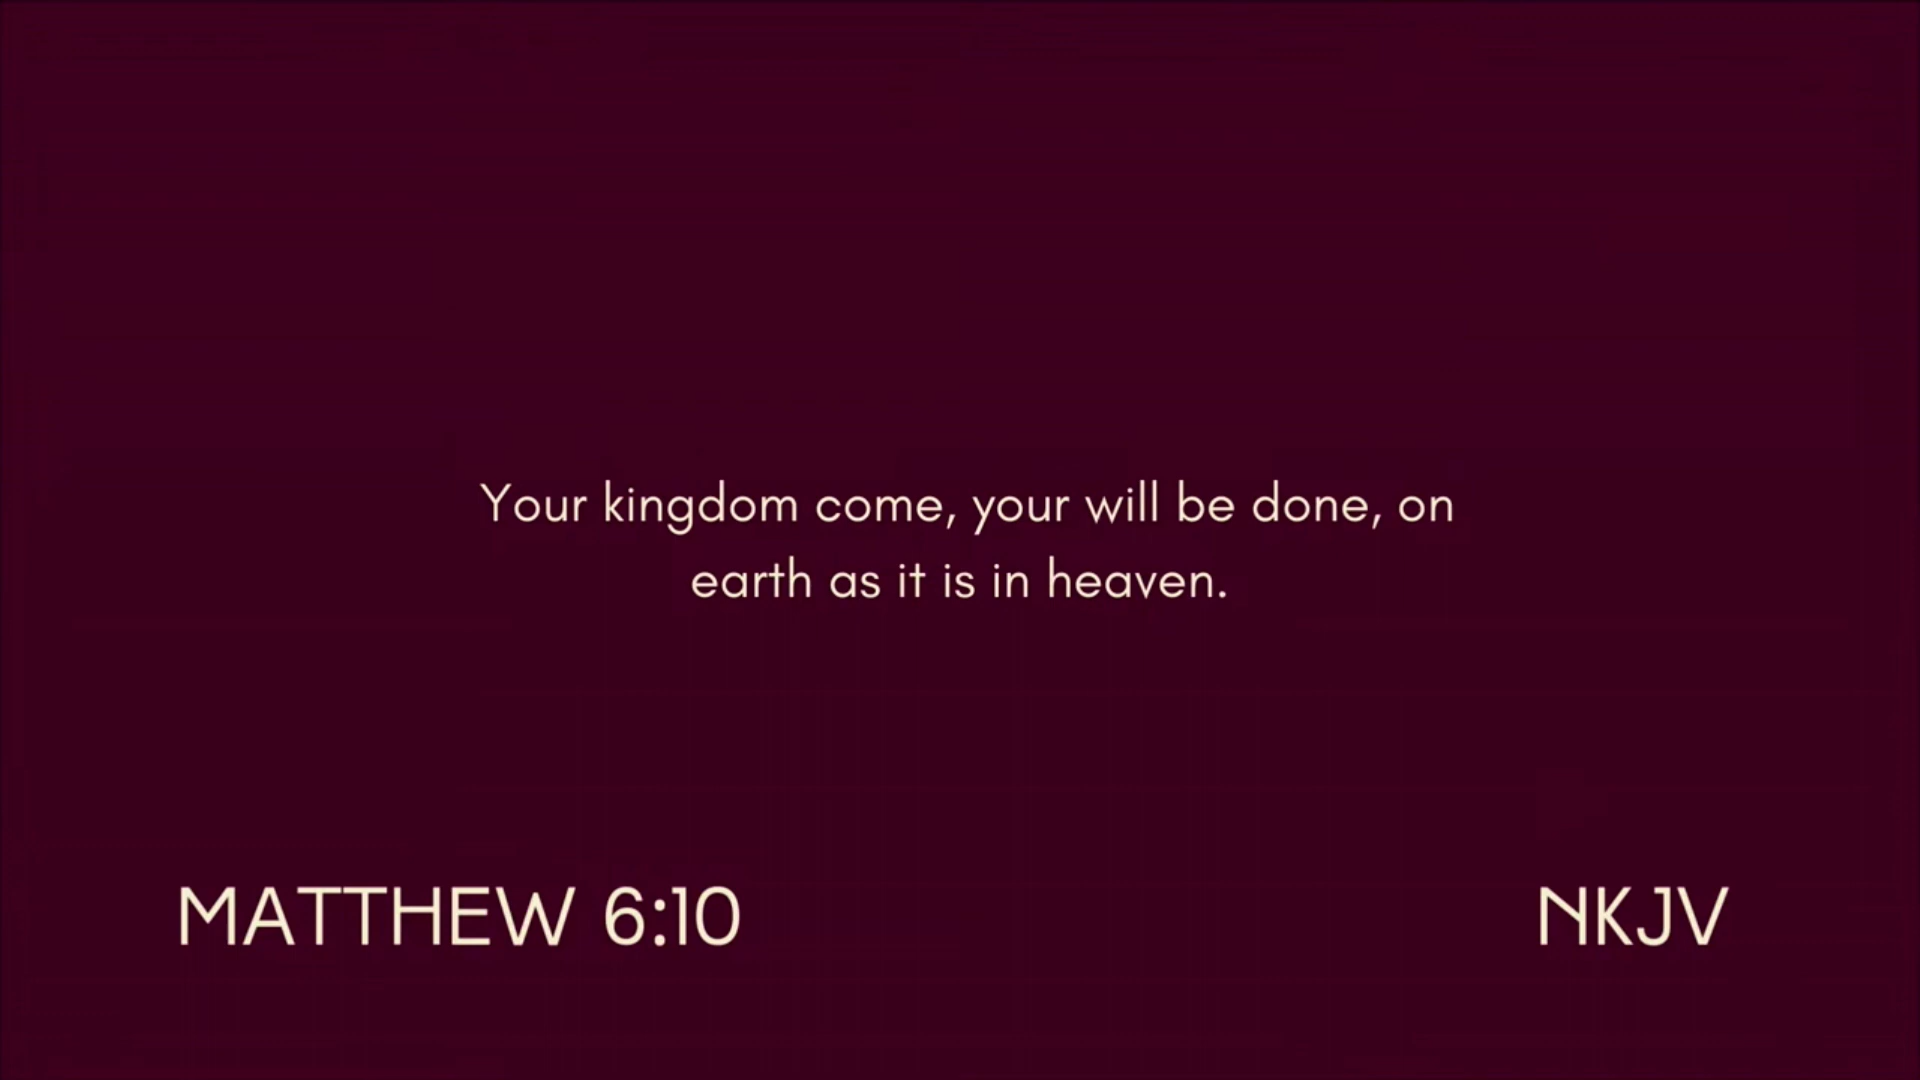 Your kingdom come, your will be done, on
earth as it is in heaven.
MATTHEW 6:10
NKJV